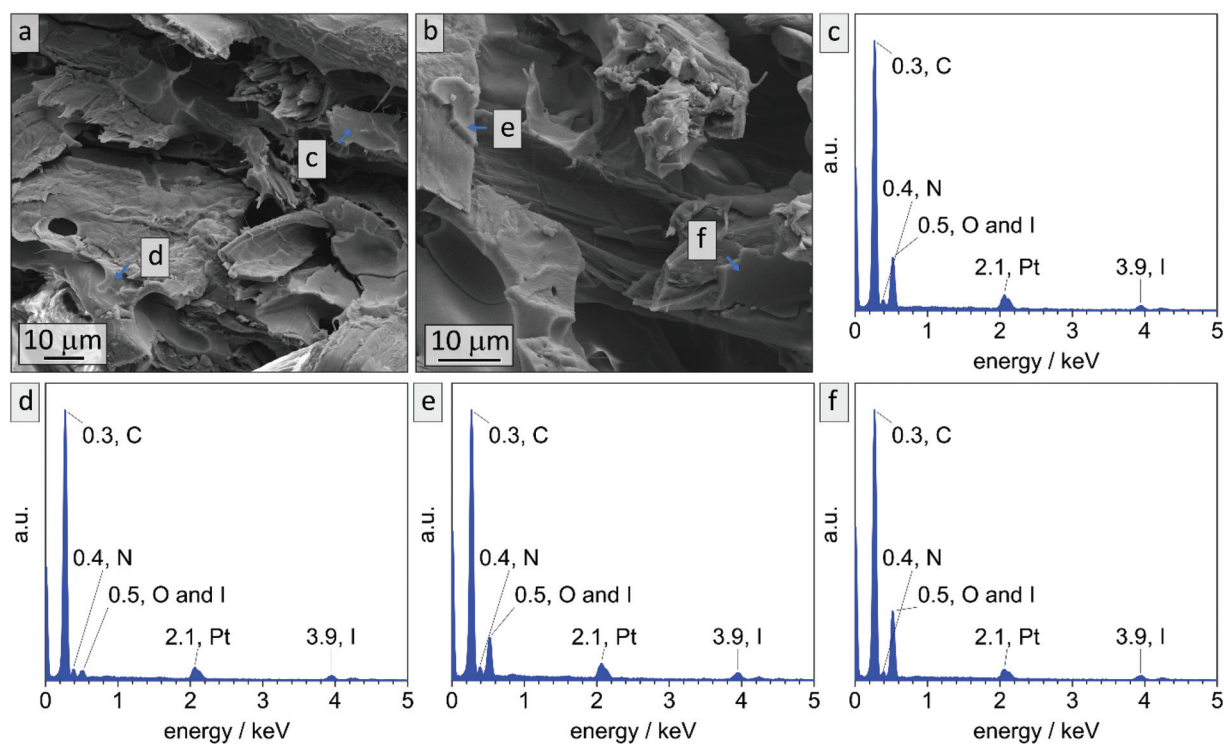 a
c
d
10 μm
b
e
f
10 μm
c
a.u.
0.3, C
0.4, N
0.5, O and I
2.1, Pt
3.9, I
0
1
2
3
4
5
energy / keV
d
a.u.
0.3, C
0.4, N
0.5, O and I
2.1, Pt
3.9, I
0
1
2
3
4
5
energy / keV
e
a.u.
0.3, C
0.4, N
0.5, O and I
2.1, Pt
3.9, I
0
1
2
3
4
5
energy / keV
f
a.u.
0.3, C
0.4, N
0.5, O and I
2.1, Pt
3.9, I
0
1
2
3
4
5
energy / keV